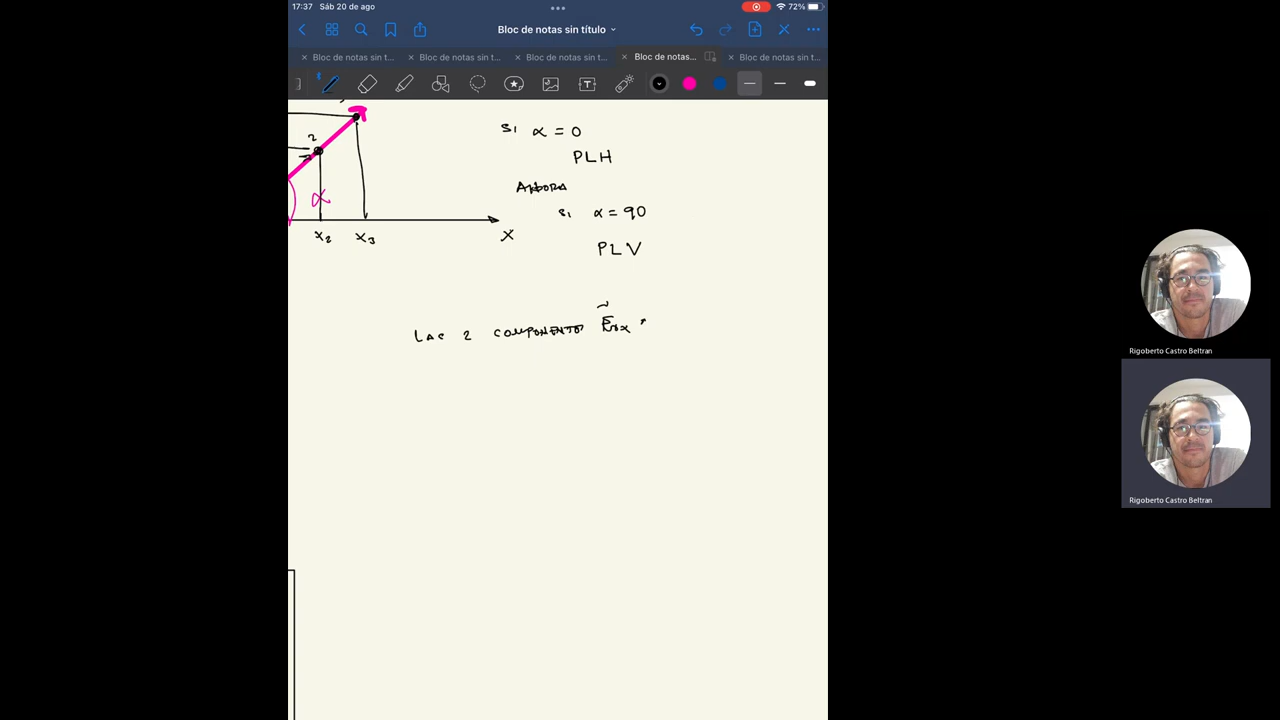 17:37 Sáb 20 de ago 72%
Bloc de notas sin título
Bloc de notas sin t... Bloc de notas sin t... Bloc de notas sin t... Bloc de notas... Bloc de notas sin t...
2
α
x₂ x₃ X
SI α = 0
PLH
AHORA
SI α = 90
PLV
LAS 2 COMPONENTES Ẽox
Rigoberto Castro Beltran
Rigoberto Castro Beltran